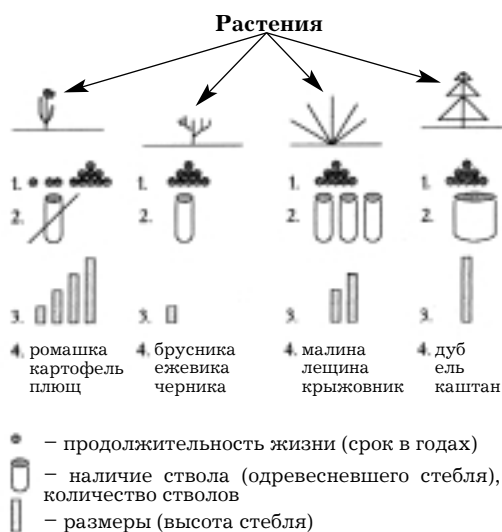 Растения
1. 1. 1. 1.
2. 2. 2. 2.
3. 3. 3. 3.
4. ромашка 4. брусника 4. малина 4. дуб
картофель ежевика лещина ель
плющ черника крыжовник каштан
– продолжительность жизни (срок в годах)
– наличие ствола (одревесневшего стебля),
количество стволов
– размеры (высота стебля)